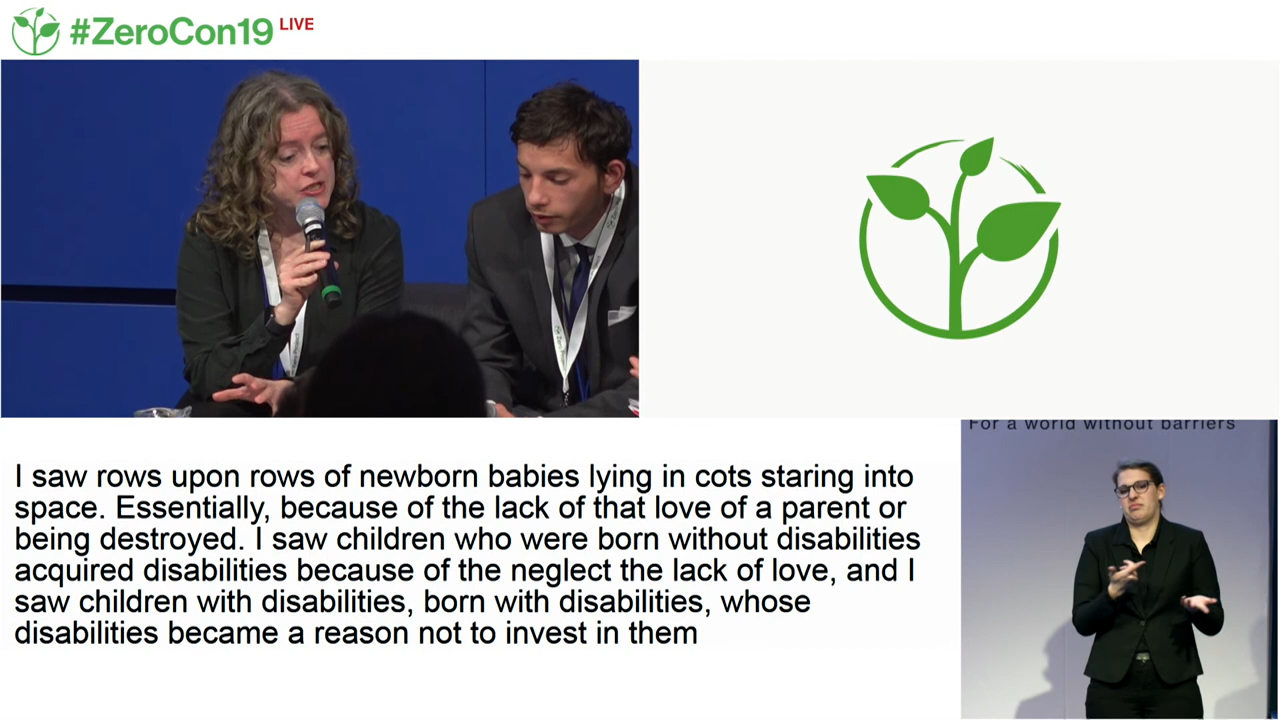 #ZeroCon19 LIVE
For a world without barriers
I saw rows upon rows of newborn babies lying in cots staring into
space. Essentially, because of the lack of that love of a parent or
being destroyed. I saw children who were born without disabilities
acquired disabilities because of the neglect the lack of love, and I
saw children with disabilities, born with disabilities, whose
disabilities became a reason not to invest in them